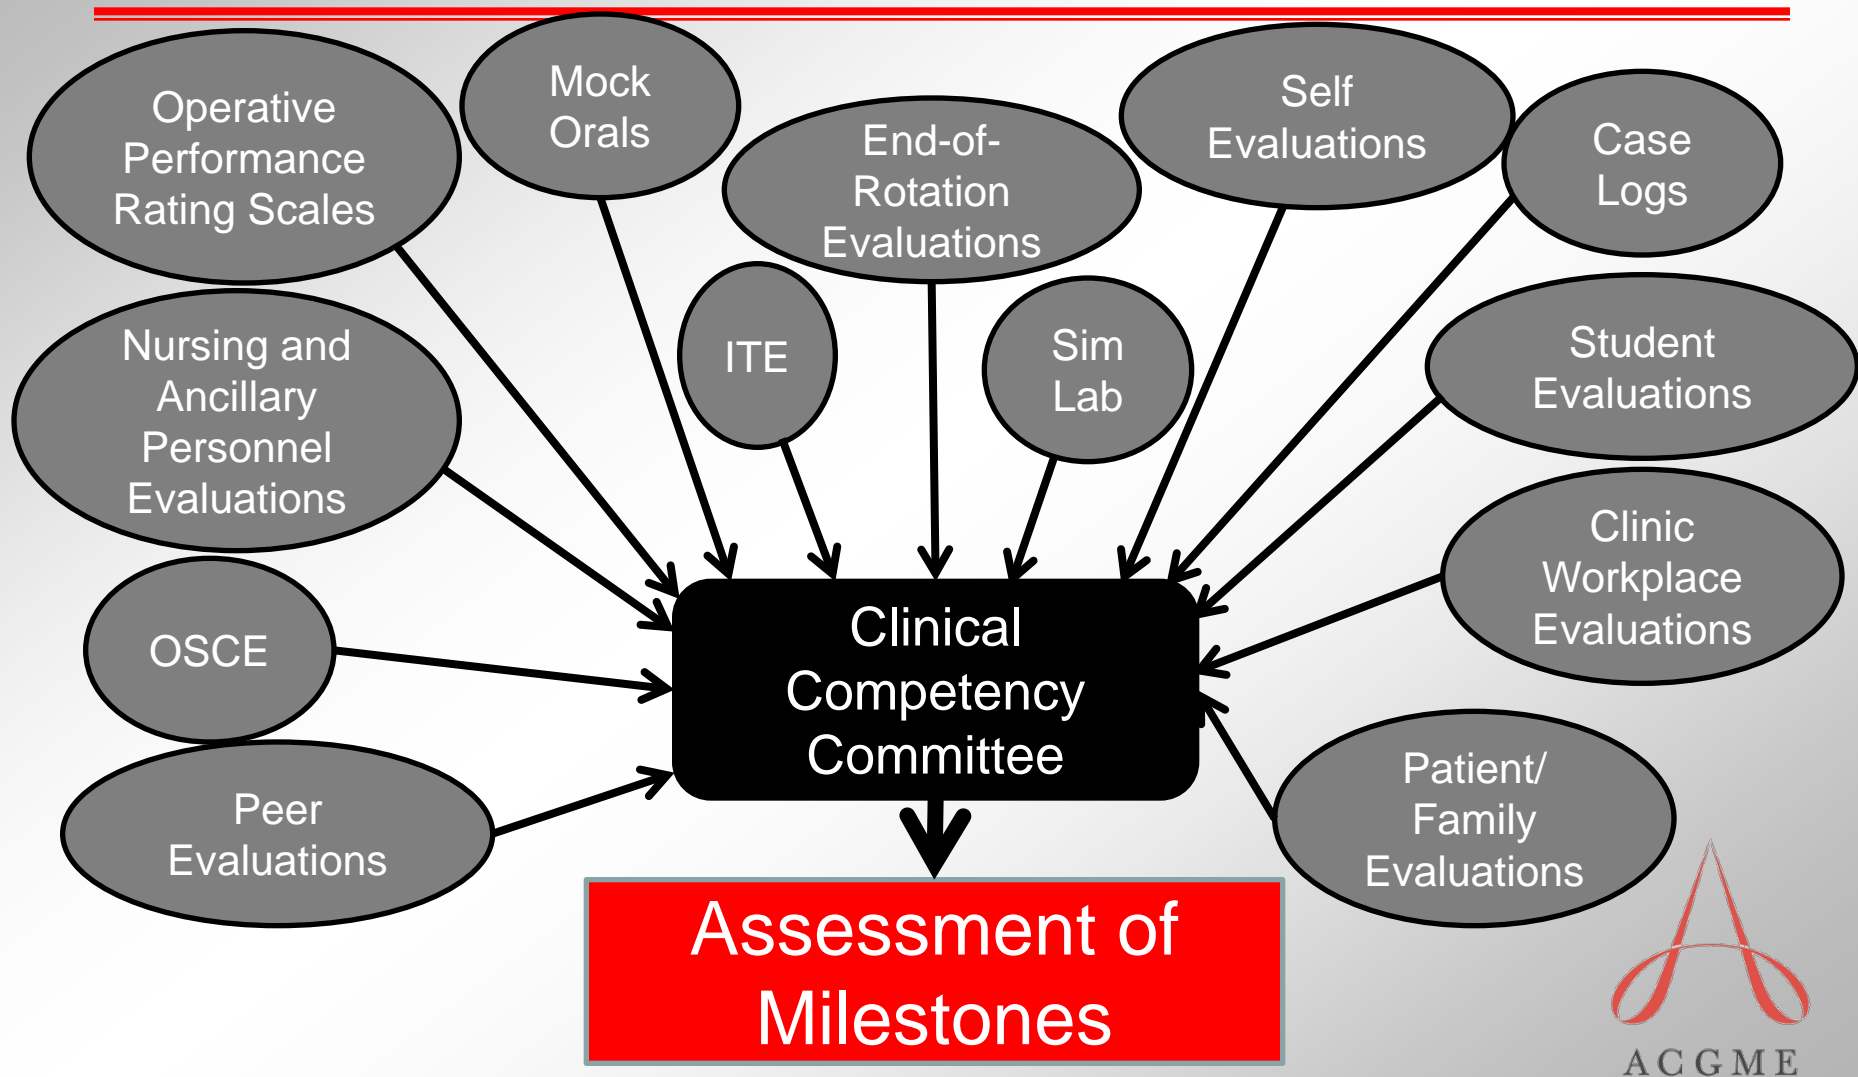 Operative
Performance
Rating Scales
Mock
Orals
End-of-
Rotation
Evaluations
Self
Evaluations
Case
Logs
Nursing and
Ancillary
Personnel
Evaluations
ITE
Sim
Lab
Student
Evaluations
Clinic
Workplace
Evaluations
OSCE
Clinical
Competency
Committee
Peer
Evaluations
Patient/
Family
Evaluations
Assessment of
Milestones
ACGME